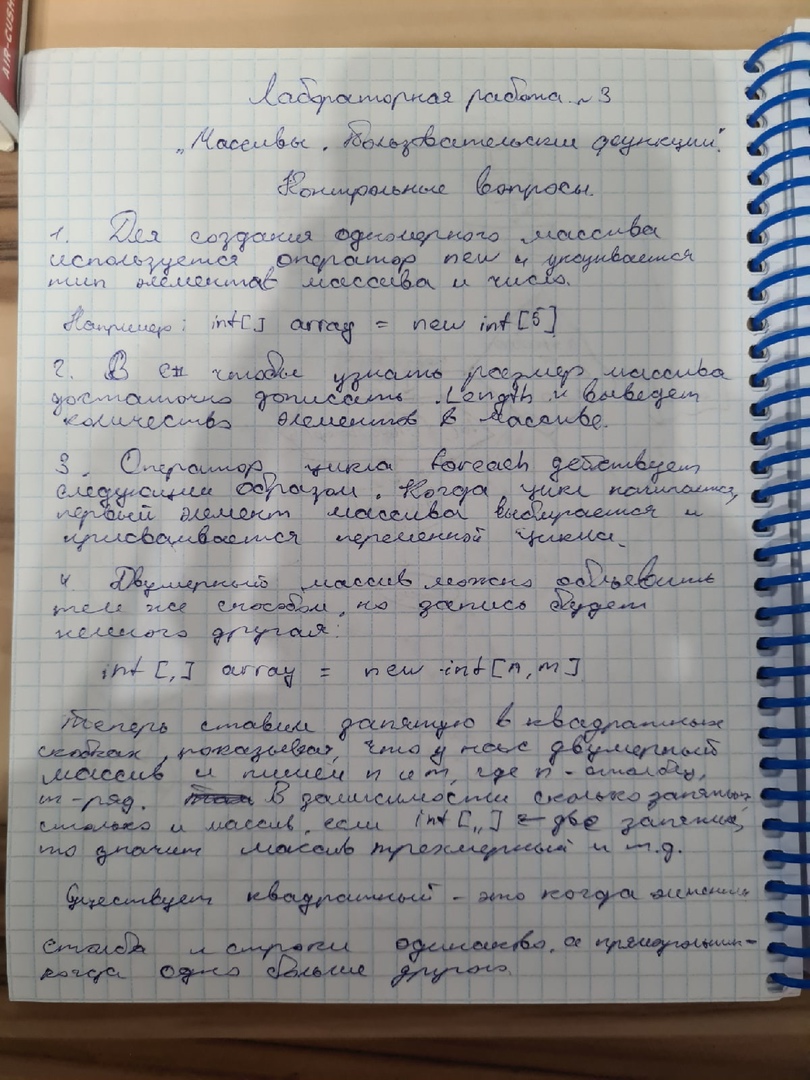 AIR-CUSH
Лабораторная работа №3
„Массивы. Пользовательские функции".
Контрольные вопросы.
1. Для создания одномерного массива
используется оператор new и указывается
тип элементов массива и число.
Например: int[] array = new int[5]
2. В C# чтобы узнать размер массива
достаточно дописать .Length и выведет
количество элементов в массиве.
3. Оператор цикла foreach действует
следующим образом. Когда цикл начинается,
первый элемент массива выбирается и
присваивается переменной цикла.
4. Двумерный массив можно объявить
тем же способом, но запись будет
немного другая:
int [,] array = new int[n,m]
Теперь ставим запятую в квадратных
скобках, показывая, что у нас двумерный
массив и пишем n и m, где n - столбец,
m - ряд. В зависимости сколько запятых,
столько и массив, если int[,,] - две запятые,
то значит массив трехмерный и т.д.
Существует квадратный - это когда
столба и строки одинаково, а прямоугольный -
когда одно больше другого.